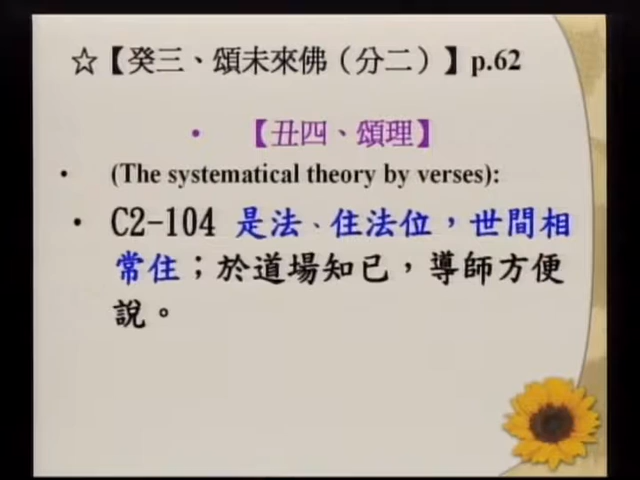 ☆【癸三、頌未來佛（分二）】p.62
• 【丑四、頌理】
• (The systematical theory by verses):
• C2-104 是法、住法位，世間相
常住；於道場知已，導師方便
說。